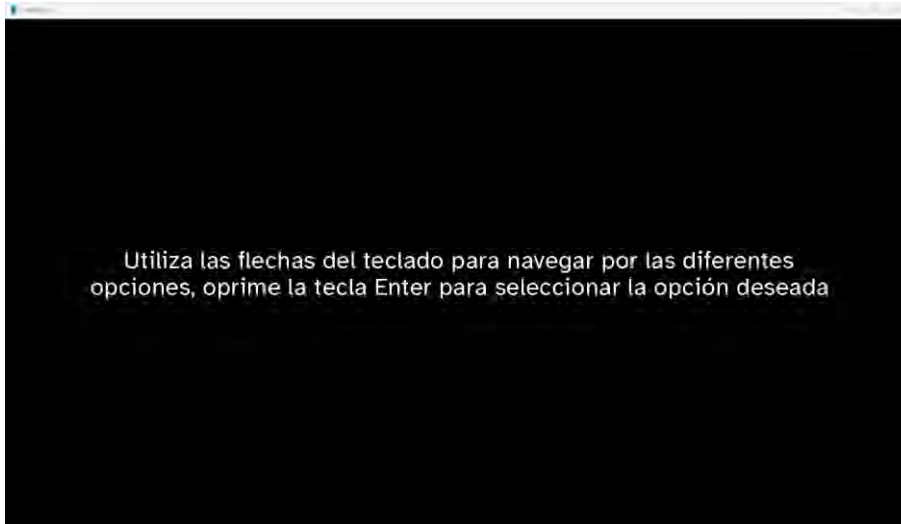 Utiliza las flechas del teclado para navegar por las diferentes
opciones, oprime la tecla Enter para seleccionar la opción deseada